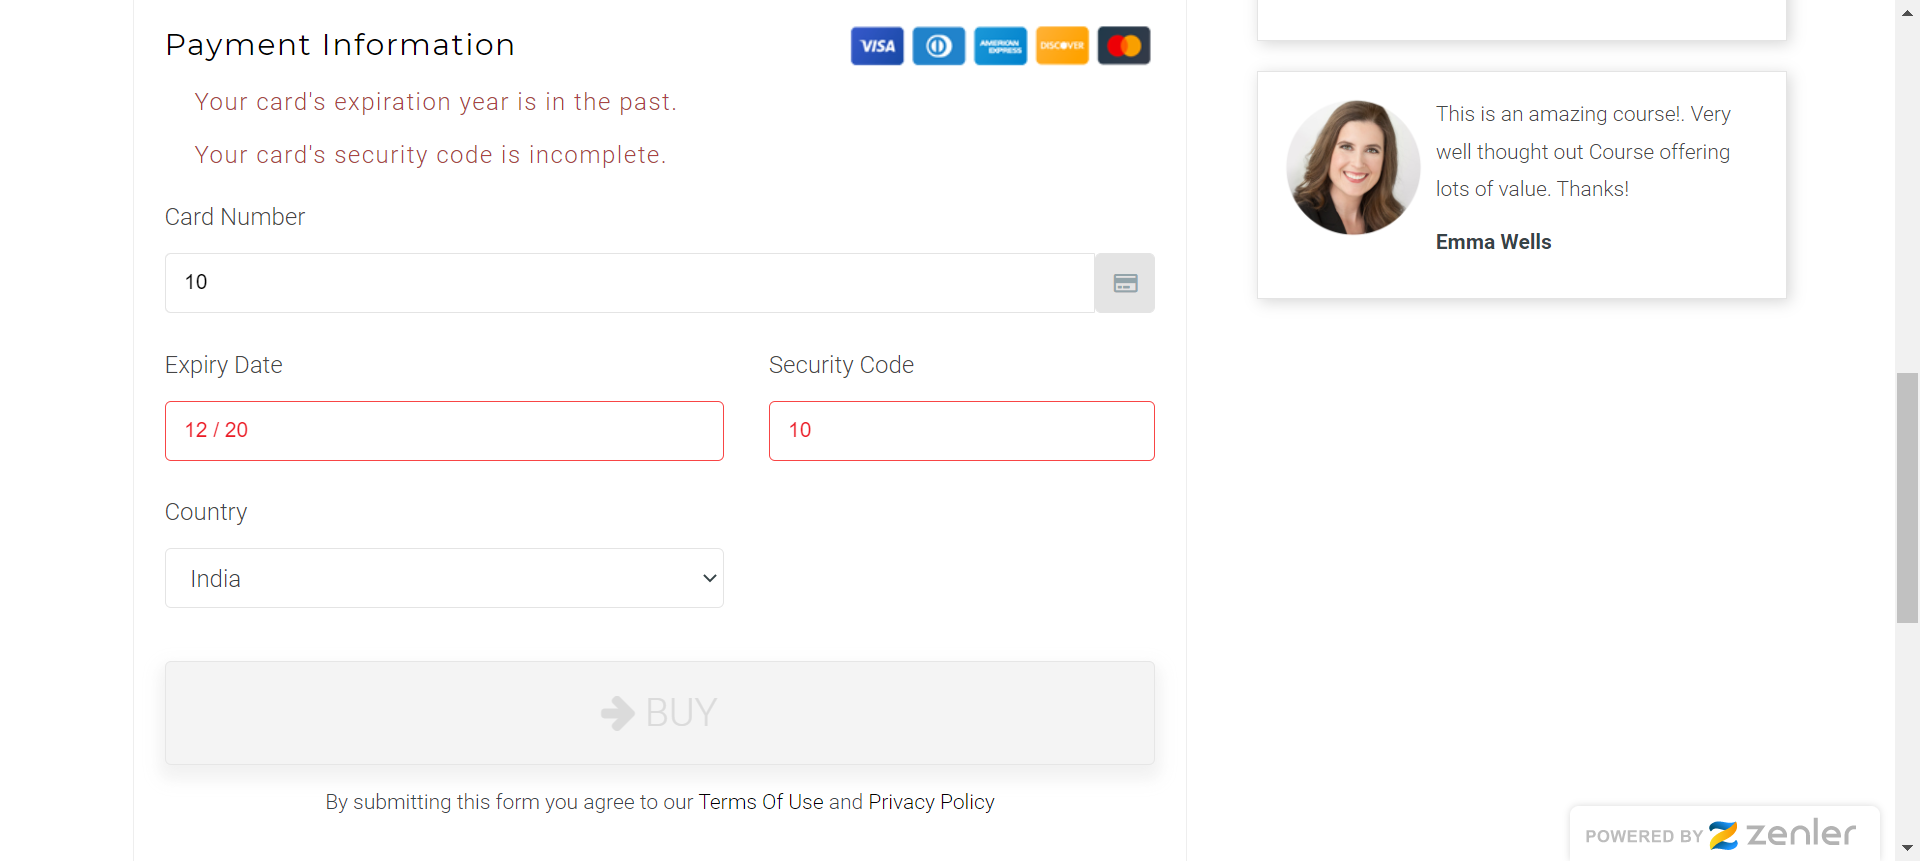 Payment Information
VISA
AMERICAN
EXPRESS
DISCOVER
Your card's expiration year is in the past.
Your card's security code is incomplete.
Card Number
10
Expiry Date
Security Code
12 / 20
10
Country
India
BUY
By submitting this form you agree to our Terms Of Use and Privacy Policy
This is an amazing course!. Very
well thought out Course offering
lots of value. Thanks!
Emma Wells
POWERED BY zenler